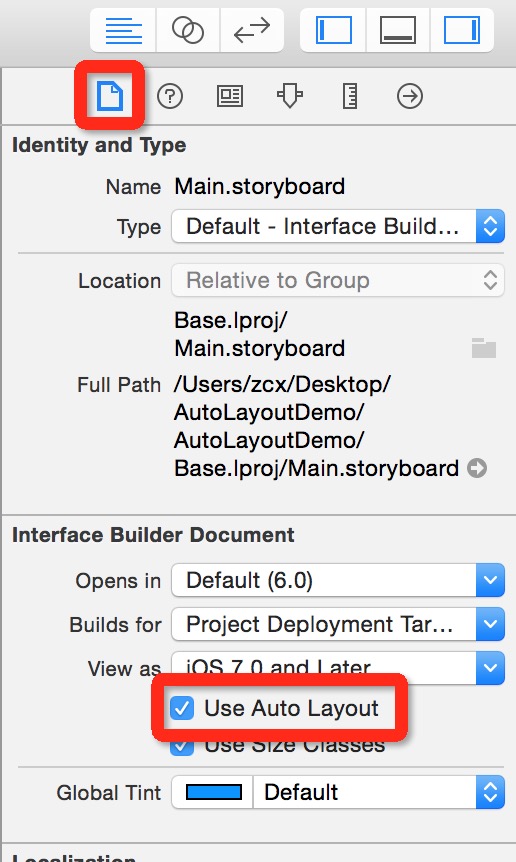 Identity and Type
Name Main.storyboard
Type Default - Interface Build...
Location Relative to Group
Base.lproj/
Main.storyboard
Full Path /Users/zcx/Desktop/
AutoLayoutDemo/
AutoLayoutDemo/
Base.lproj/Main.storyboard
Interface Builder Document
Opens in Default (6.0)
Builds for Project Deployment Tar...
View as iOS 7.0 and Later
Use Auto Layout
Use Size Classes
Global Tint Default
Localization